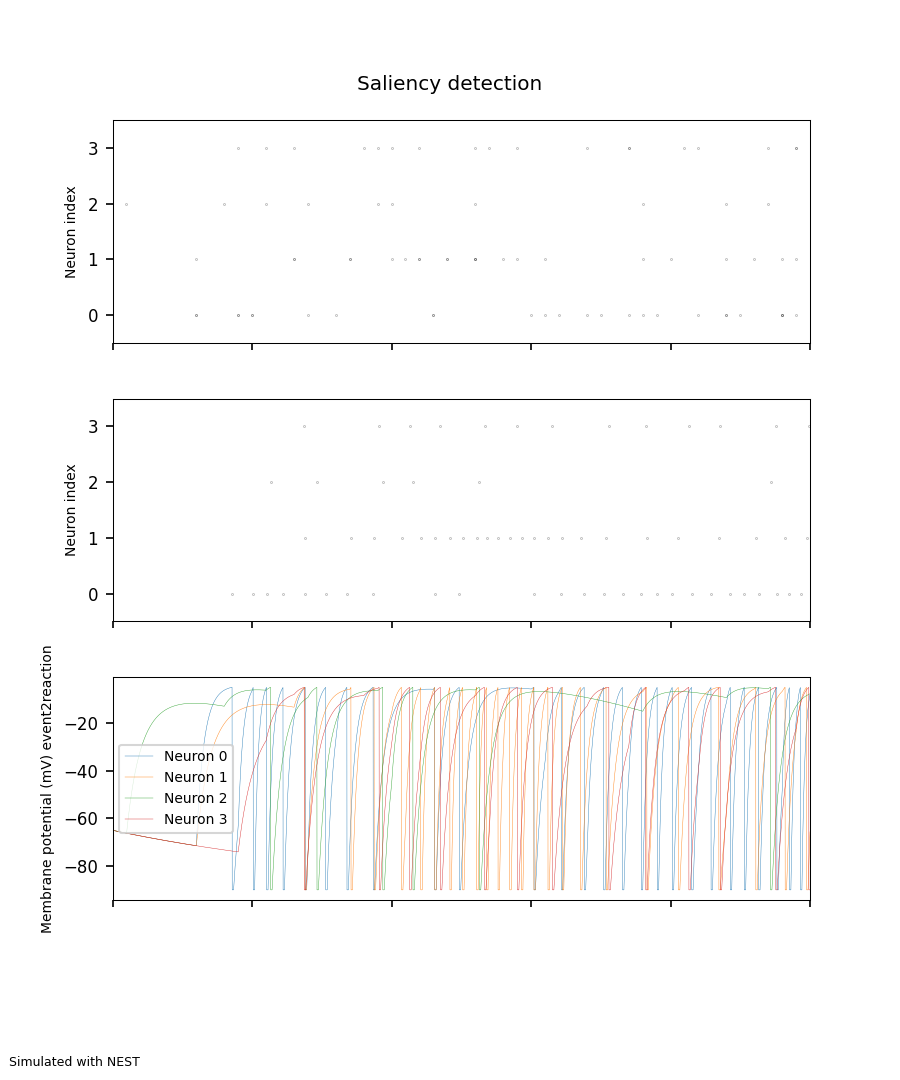 Saliency detection
Neuron index
3
2
1
0
Neuron index
3
2
1
0
Membrane potential (mV) event2reaction
−20
−40
−60
−80
Neuron 0
Neuron 1
Neuron 2
Neuron 3
Simulated with NEST